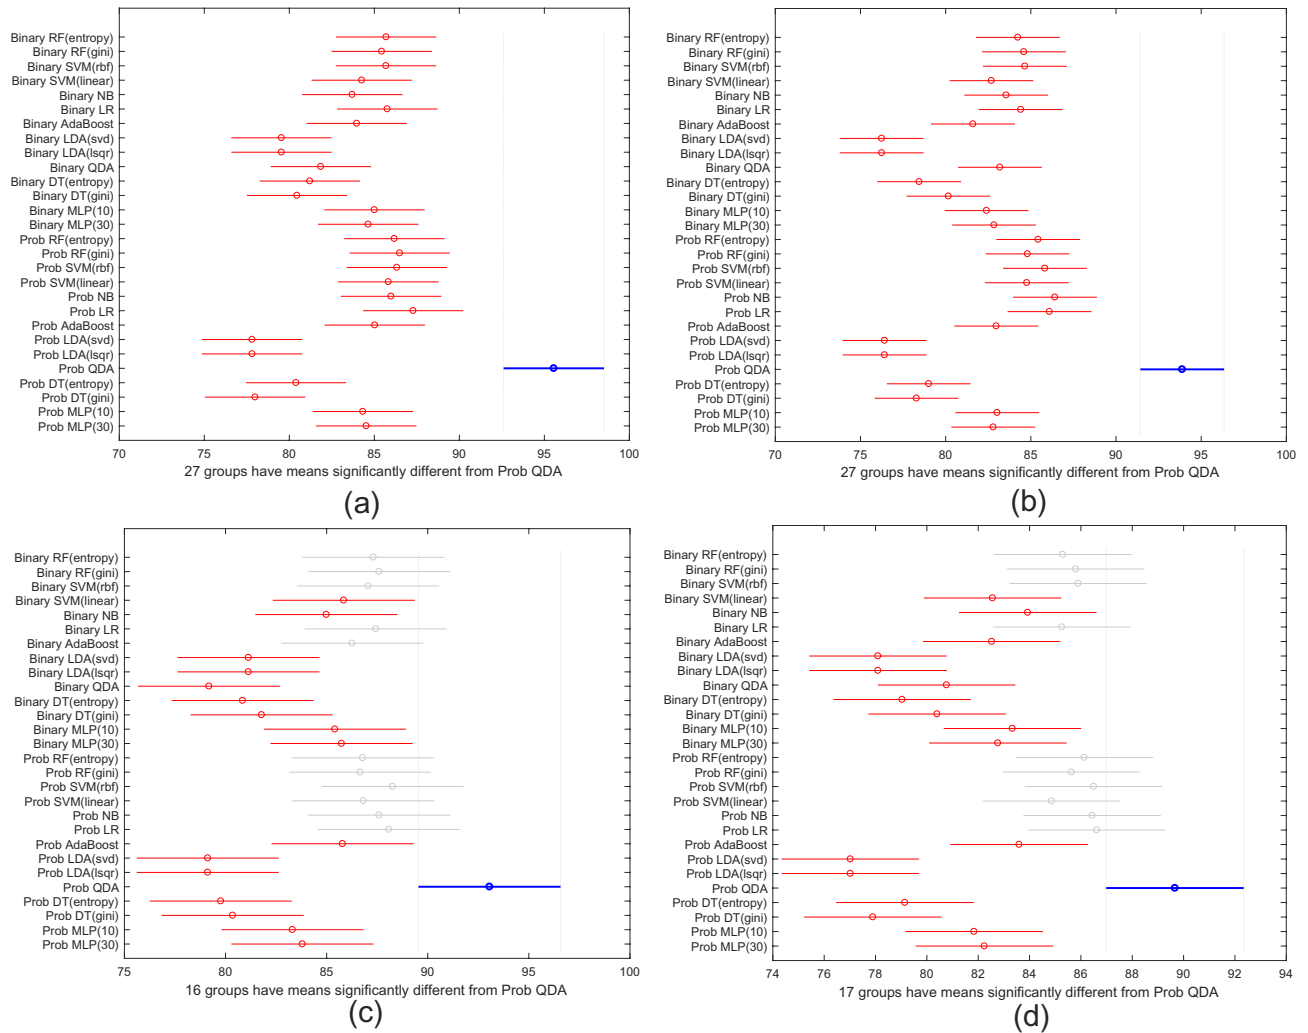 Binary RF(entropy)
Binary RF(gini)
Binary SVM(rbf)
Binary SVM(linear)
Binary NB
Binary LR
Binary AdaBoost
Binary LDA(svd)
Binary LDA(lsqr)
Binary QDA
Binary DT(entropy)
Binary DT(gini)
Binary MLP(10)
Binary MLP(30)
Prob RF(entropy)
Prob RF(gini)
Prob SVM(rbf)
Prob SVM(linear)
Prob NB
Prob LR
Prob AdaBoost
Prob LDA(svd)
Prob LDA(lsqr)
Prob QDA
Prob DT(entropy)
Prob DT(gini)
Prob MLP(10)
Prob MLP(30)
70 75 80 85 90 95 100
27 groups have means significantly different from Prob QDA
(a)
Binary RF(entropy)
Binary RF(gini)
Binary SVM(rbf)
Binary SVM(linear)
Binary NB
Binary LR
Binary AdaBoost
Binary LDA(svd)
Binary LDA(lsqr)
Binary QDA
Binary DT(entropy)
Binary DT(gini)
Binary MLP(10)
Binary MLP(30)
Prob RF(entropy)
Prob RF(gini)
Prob SVM(rbf)
Prob SVM(linear)
Prob NB
Prob LR
Prob AdaBoost
Prob LDA(svd)
Prob LDA(lsqr)
Prob QDA
Prob DT(entropy)
Prob DT(gini)
Prob MLP(10)
Prob MLP(30)
70 75 80 85 90 95 100
27 groups have means significantly different from Prob QDA
(b)
Binary RF(entropy)
Binary RF(gini)
Binary SVM(rbf)
Binary SVM(linear)
Binary NB
Binary LR
Binary AdaBoost
Binary LDA(svd)
Binary LDA(lsqr)
Binary QDA
Binary DT(entropy)
Binary DT(gini)
Binary MLP(10)
Binary MLP(30)
Prob RF(entropy)
Prob RF(gini)
Prob SVM(rbf)
Prob SVM(linear)
Prob NB
Prob LR
Prob AdaBoost
Prob LDA(svd)
Prob LDA(lsqr)
Prob QDA
Prob DT(entropy)
Prob DT(gini)
Prob MLP(10)
Prob MLP(30)
75 80 85 90 95 100
16 groups have means significantly different from Prob QDA
(c)
Binary RF(entropy)
Binary RF(gini)
Binary SVM(rbf)
Binary SVM(linear)
Binary NB
Binary LR
Binary AdaBoost
Binary LDA(svd)
Binary LDA(lsqr)
Binary QDA
Binary DT(entropy)
Binary DT(gini)
Binary MLP(10)
Binary MLP(30)
Prob RF(entropy)
Prob RF(gini)
Prob SVM(rbf)
Prob SVM(linear)
Prob NB
Prob LR
Prob AdaBoost
Prob LDA(svd)
Prob LDA(lsqr)
Prob QDA
Prob DT(entropy)
Prob DT(gini)
Prob MLP(10)
Prob MLP(30)
74 76 78 80 82 84 86 88 90 92 94
17 groups have means significantly different from Prob QDA
(d)